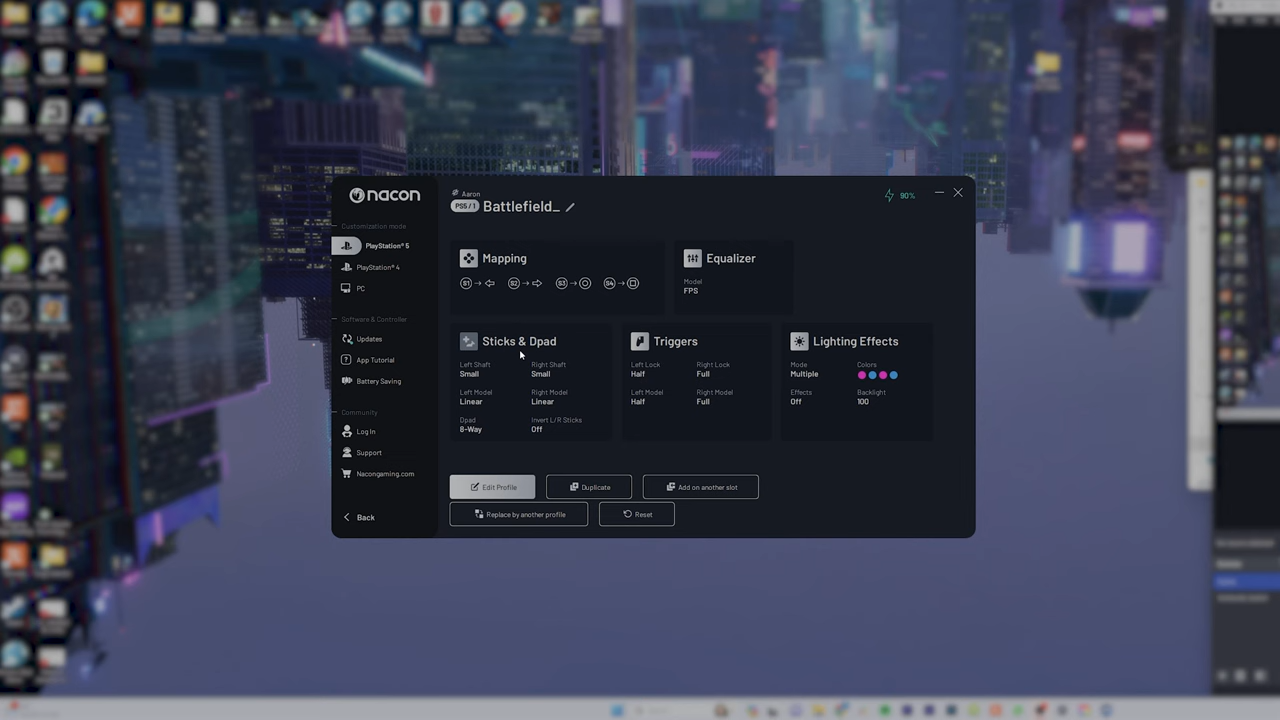 nacon
Customization mode
PlayStation® 5
PlayStation® 4
PC
Software & Controller
Updates
App Tutorial
Battery Saving
Community
Log In
Support
Nacongaming.com
Back
Aaron
90%
PS5 / 1 Battlefield_
Mapping
S1 S2 S3 S4
Equalizer
Model
FPS
Sticks & Dpad
Left Shaft Right Shaft
Small Small
Left Model Right Model
Linear Linear
Dpad Invert L/R Sticks
8-Way Off
Triggers
Left Lock Right Lock
Half Full
Left Model Right Model
Half Full
Lighting Effects
Mode Colors
Multiple
Effects Backlight
Off 100
Edit Profile
Duplicate
Add on another slot
Replace by another profile
Reset